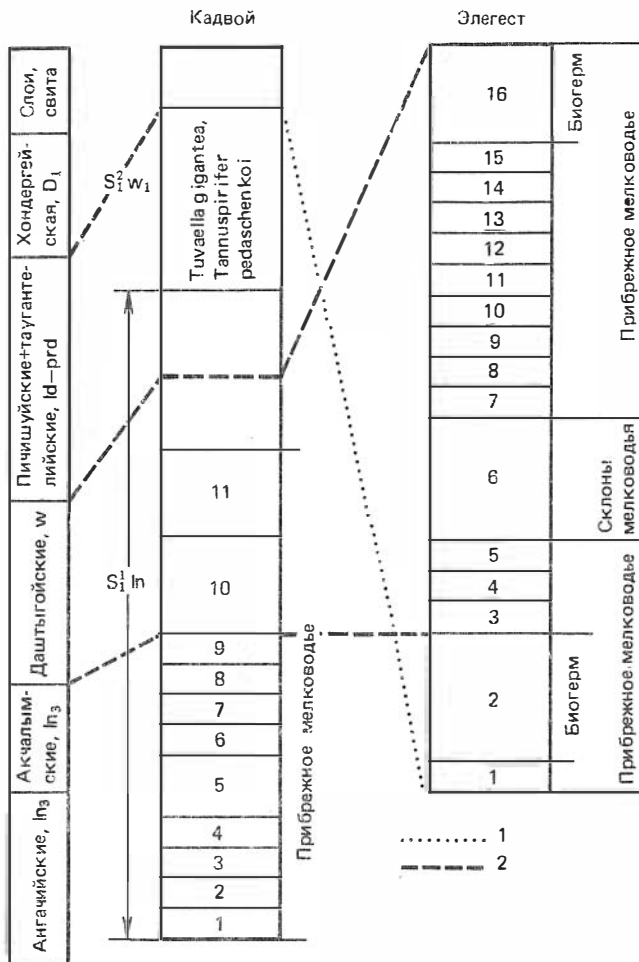 Кадвой
Элегест
Слои,
свита
Хондергей-
ская, D₁
Пичишуйские+тауганте-
лийские, ld–prd
Даштыгойские, w
Акчалым-
ские, ln₃
Ангачийские, ln₃
S₁²w₁
S₁¹ln
Tuvaella gigantea,
Tannuspirifer
pedaschenkoi
11
10
9
8
7
6
5
4
3
2
1
Прибрежное мелководье
16
15
14
13
12
11
10
9
8
7
6
5
4
3
2
1
Биогерм
Биогерм
Прибрежное мелководье
Склоны
мелководья
Прибрежное мелководье
1
2